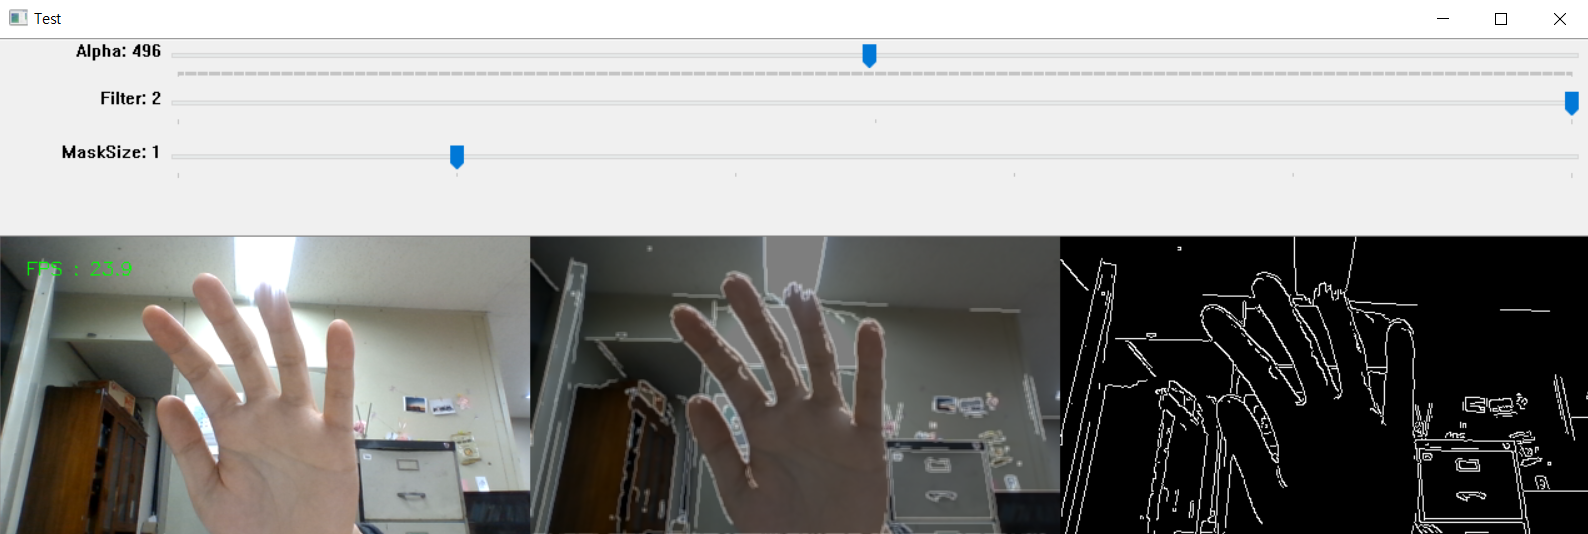 Test
Alpha: 496
Filter: 2
MaskSize: 1
FPS : 23.9